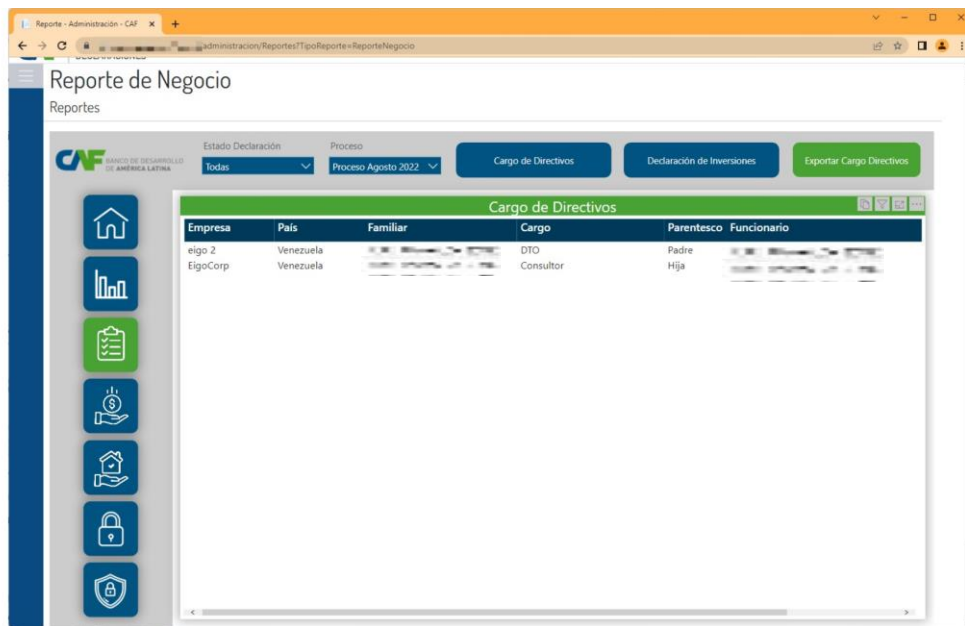 Reporte - Administración - CAF
administracion/Reportes?TipoReporte=ReporteNegocio
Reporte de Negocio
Reportes
Estado Declaración Proceso
CAF BANCO DE DESARROLLO DE AMÉRICA LATINA
Todas Proceso Agosto 2022 Cargo de Directivos Declaración de Inversiones Exportar Cargo Directivos
Cargo de Directivos
Empresa País Familiar Cargo Parentesco Funcionario
eigo 2 Venezuela DTO Padre
EigoCorp Venezuela Consultor Hija